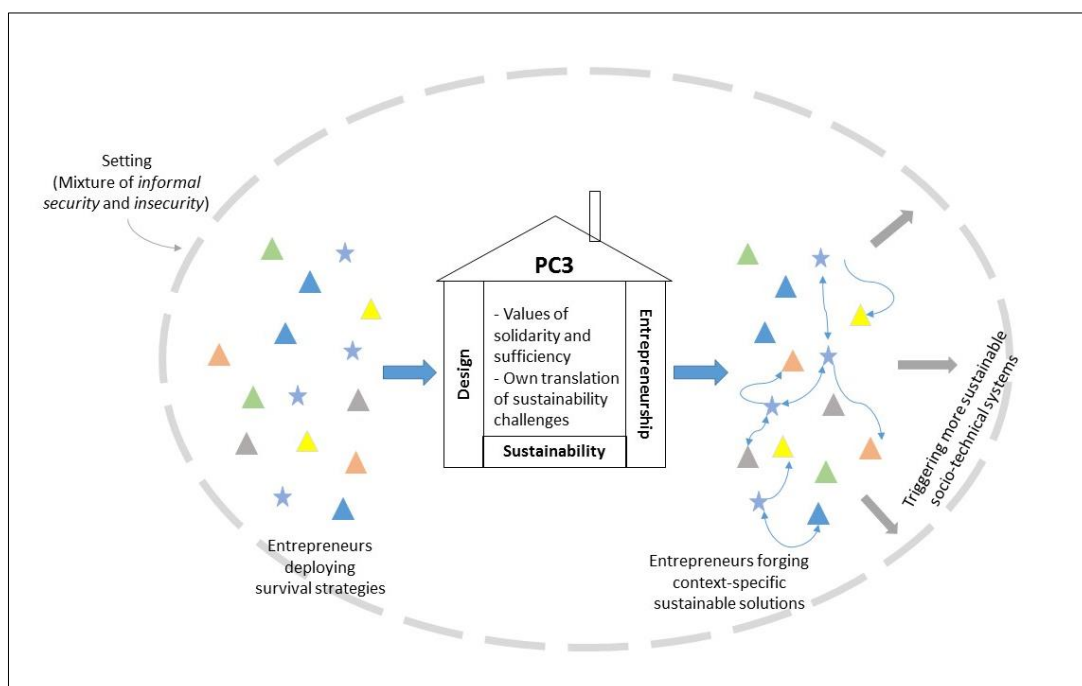 Setting
(Mixture of informal
security and insecurity)
PC3
Design
- Values of
solidarity and
sufficiency
- Own translation
of sustainability
challenges
Sustainability
Entrepreneurship
Triggering more sustainable
socio-technical systems
Entrepreneurs
deploying
survival strategies
Entrepreneurs forging
context-specific
sustainable solutions